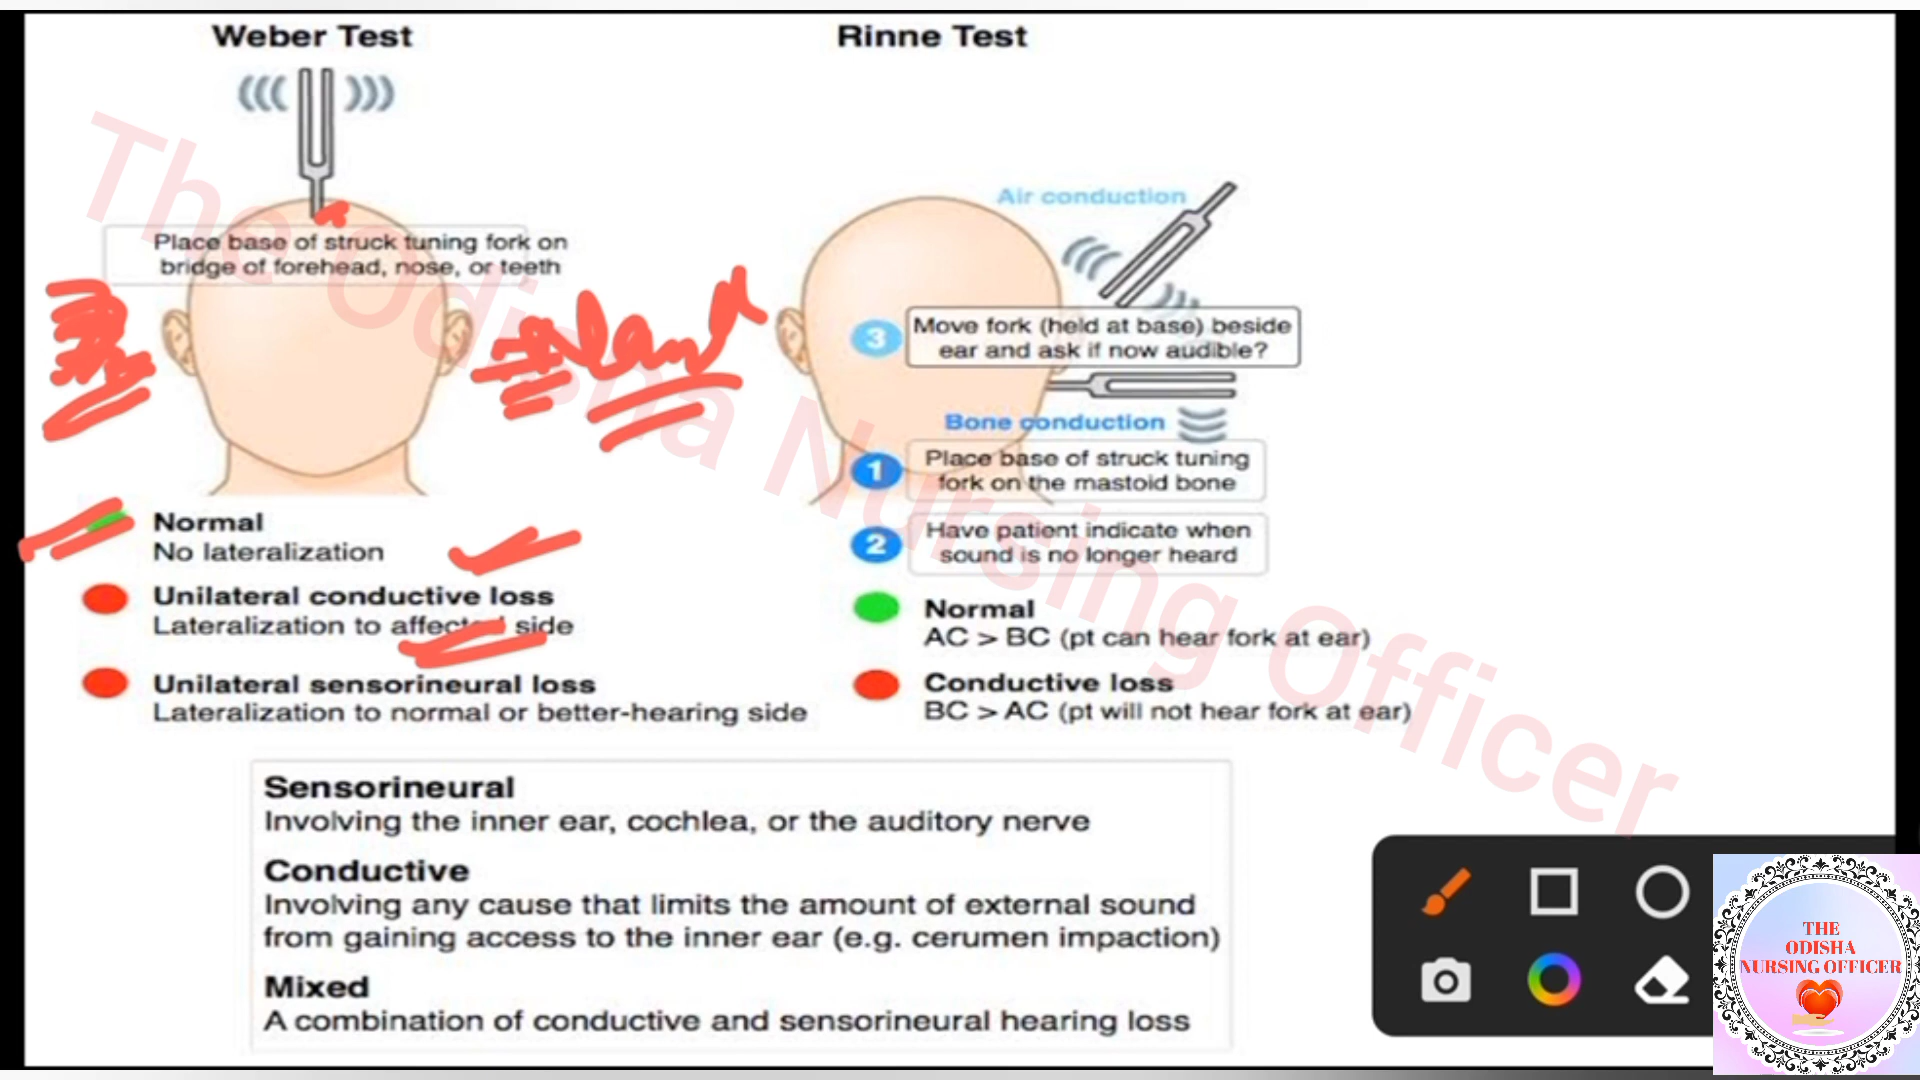 Weber Test
Place base of struck tuning fork on
bridge of forehead, nose, or teeth
Normal
No lateralization
Unilateral conductive loss
Lateralization to affected side
Unilateral sensorineural loss
Lateralization to normal or better-hearing side
Rinne Test
Air conduction
3
Move fork (held at base) beside
ear and ask if now audible?
Bone conduction
1
Place base of struck tuning
fork on the mastoid bone
2
Have patient indicate when
sound is no longer heard
Normal
AC > BC (pt can hear fork at ear)
Conductive loss
BC > AC (pt will not hear fork at ear)
Sensorineural
Involving the inner ear, cochlea, or the auditory nerve
Conductive
Involving any cause that limits the amount of external sound
from gaining access to the inner ear (e.g. cerumen impaction)
Mixed
A combination of conductive and sensorineural hearing loss
The Odisha Nursing Officer
THE
ODISHA
NURSING OFFICER